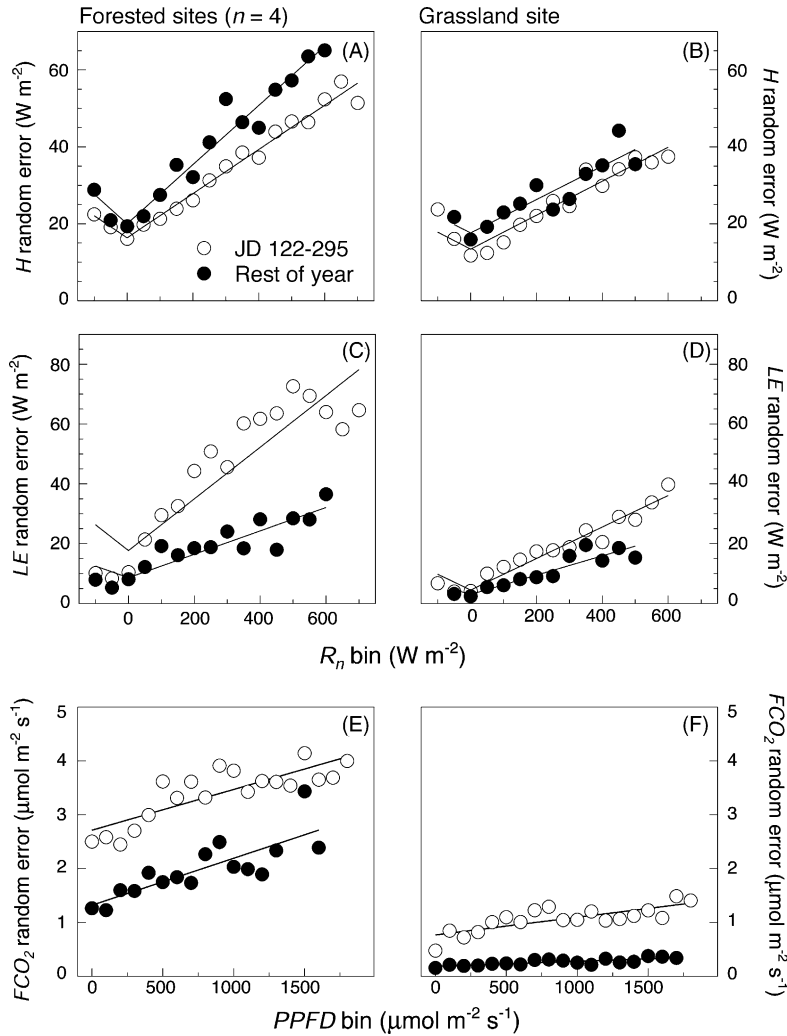 Forested sites (n = 4)
Grassland site
(A)
(B)
H random error (W m⁻²)
60
40
20
0
JD 122-295
Rest of year
60
40
20
0
H random error (W m⁻²)
(C)
(D)
LE random error (W m⁻²)
80
60
40
20
0
80
60
40
20
0
LE random error (W m⁻²)
0 200 400 600
0 200 400 600
Rₙ bin (W m⁻²)
(E)
(F)
FCO₂ random error (μmol m⁻² s⁻¹)
5
4
3
2
1
0
5
4
3
2
1
0
FCO₂ random error (μmol m⁻² s⁻¹)
0 500 1000 1500
0 500 1000 1500
PPFD bin (μmol m⁻² s⁻¹)